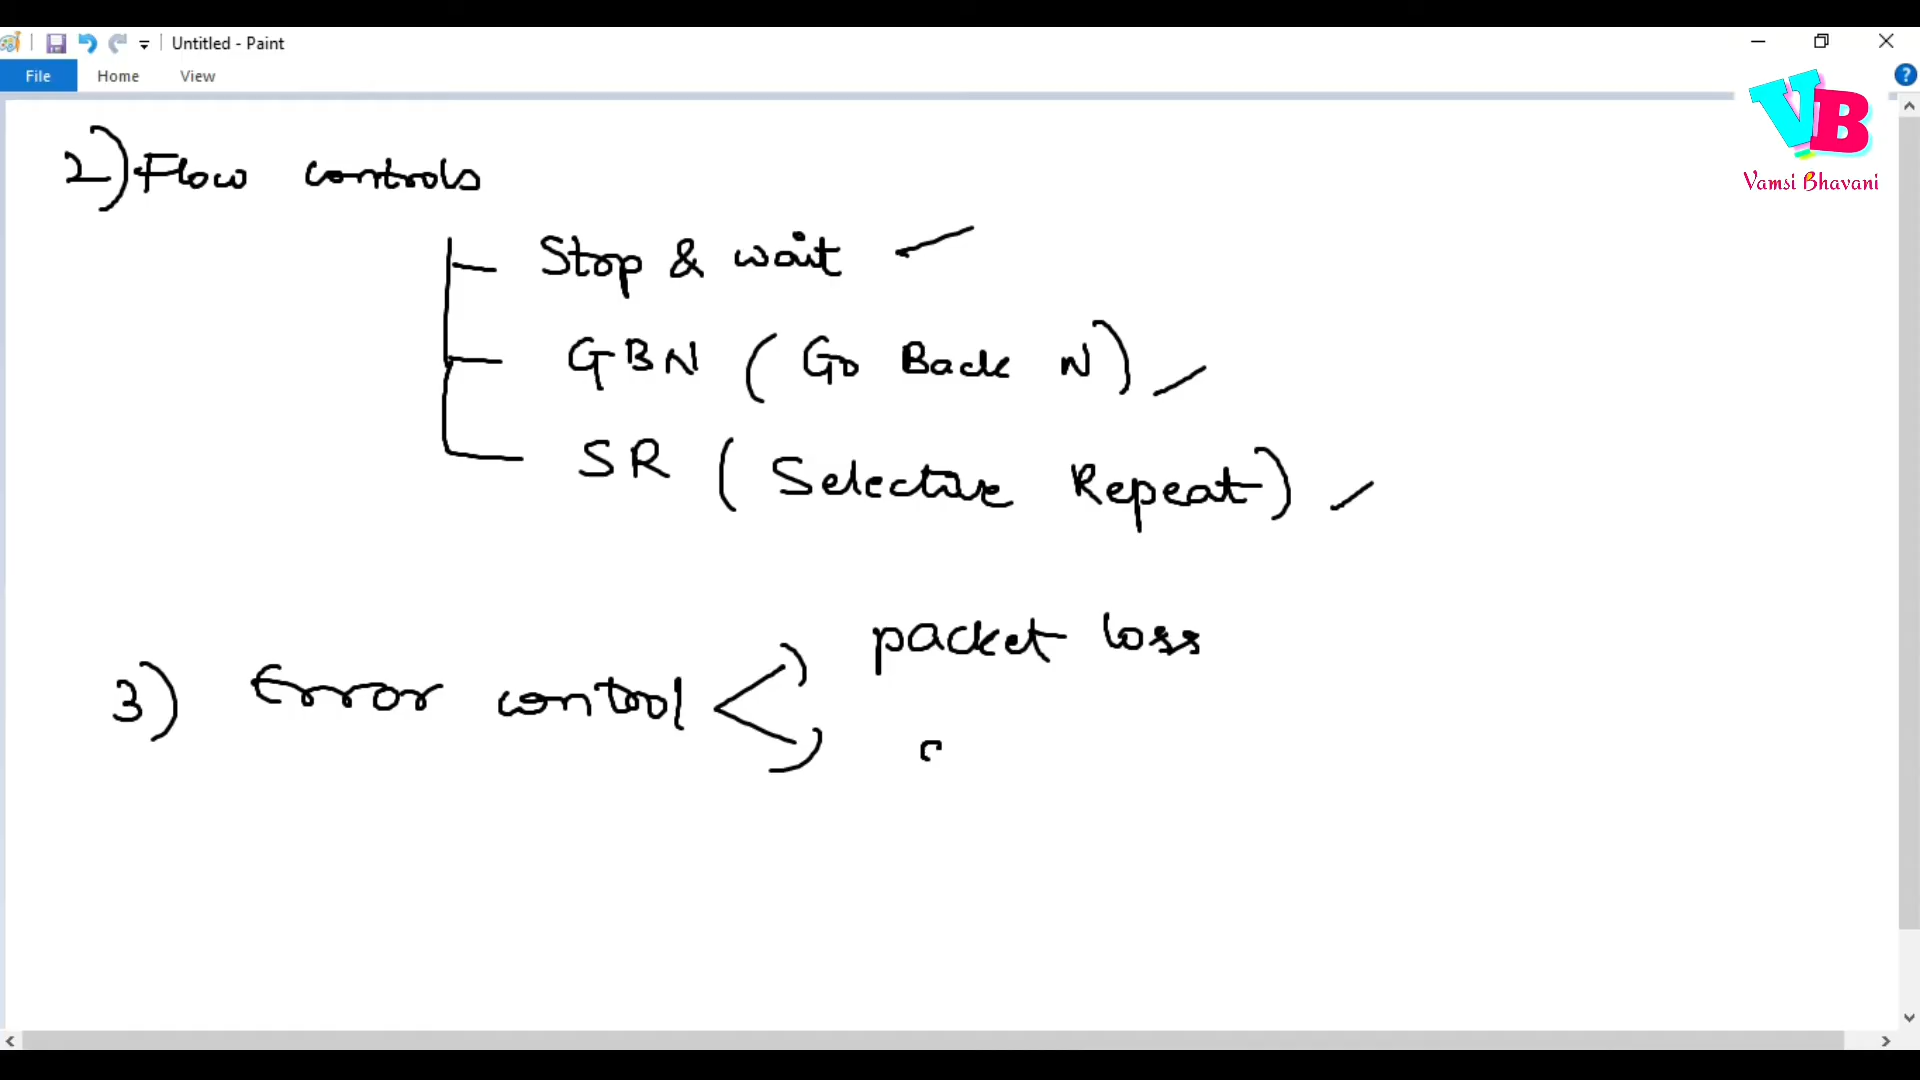 Untitled - Paint
File Home View
VB
Vamsi Bhavani
2) Flow controls
Stop & wait
GBN (Go Back N)
SR (Selective Repeat)
packet loss
3) Error control